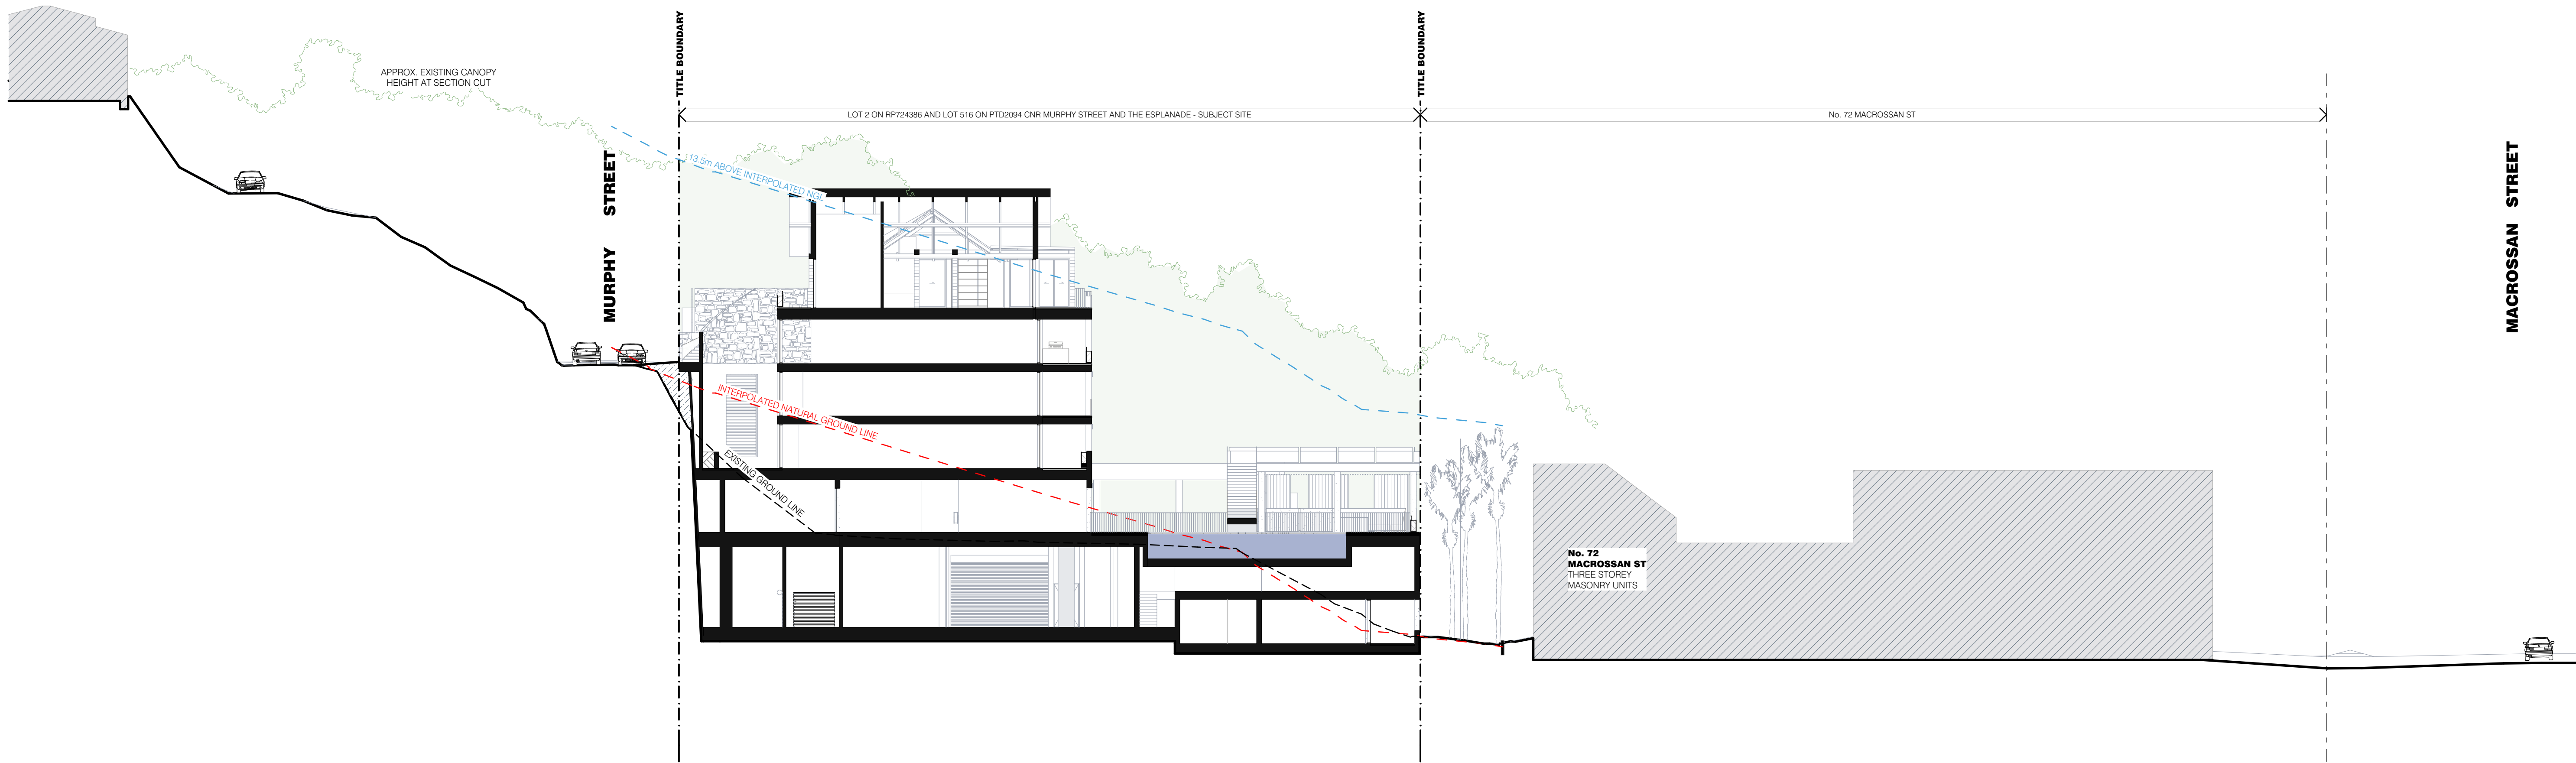 APPROX. EXISTING CANOPY
HEIGHT AT SECTION CUT
MURPHY STREET
TITLE BOUNDARY
LOT 2 ON RP724386 AND LOT 516 ON PTD2094 CNR MURPHY STREET AND THE ESPLANADE - SUBJECT SITE
13.5m ABOVE INTERPOLATED NGL
INTERPOLATED NATURAL GROUND LINE
EXISTING GROUND LINE
TITLE BOUNDARY
No. 72 MACROSSAN ST
No. 72
MACROSSAN ST
THREE STOREY
MASONRY UNITS
MACROSSAN STREET